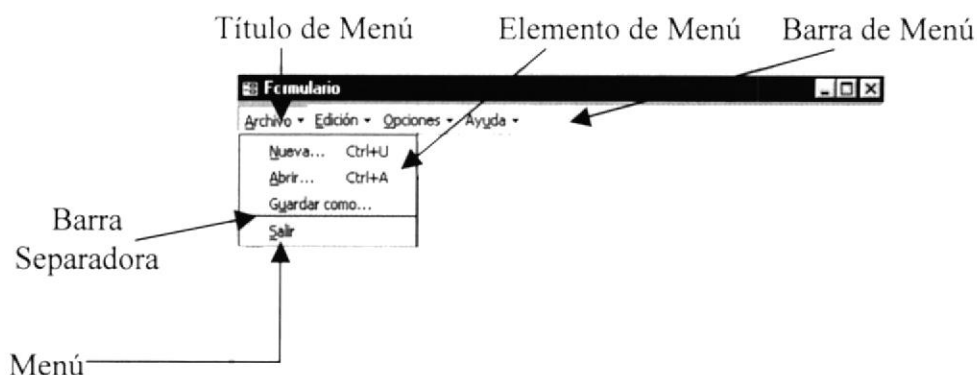 Título de Menú Elemento de Menú Barra de Menú
Formulario
Archivo Edición Opciones Ayuda
Nueva... Ctrl+U
Abrir... Ctrl+A
Guardar como...
Salir
Barra
Separadora
Menú